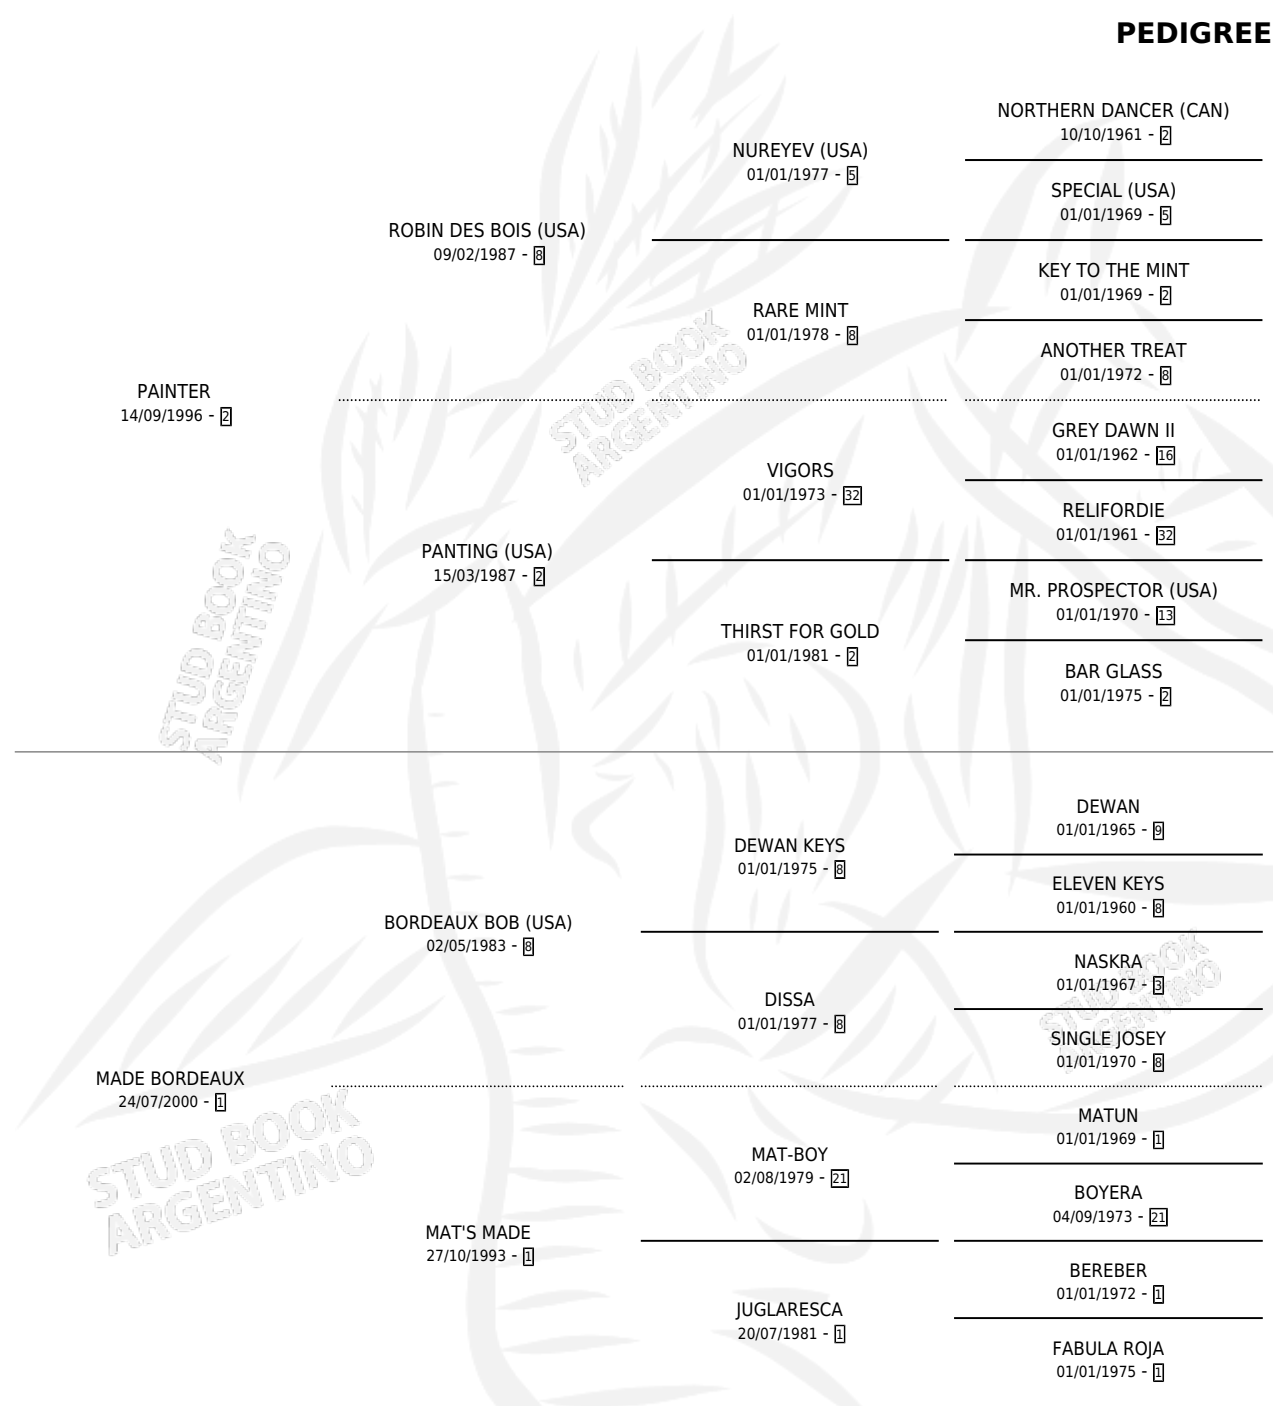 PEDIGREE
NORTHERN DANCER (CAN)
10/10/1961 - 2
NUREYEV (USA)
01/01/1977 - 5
SPECIAL (USA)
01/01/1969 - 5
ROBIN DES BOIS (USA)
09/02/1987 - 8
KEY TO THE MINT
01/01/1969 - 2
RARE MINT
01/01/1978 - 8
ANOTHER TREAT
01/01/1972 - 8
PAINTER
14/09/1996 - 2
STUD BOOK
ARGENTINO
GREY DAWN II
01/01/1962 - 16
VIGORS
01/01/1973 - 32
RELIFORDIE
01/01/1961 - 32
PANTING (USA)
15/03/1987 - 2
MR. PROSPECTOR (USA)
01/01/1970 - 13
THIRST FOR GOLD
01/01/1981 - 2
BAR GLASS
01/01/1975 - 2
STUD BOOK
ARGENTINO
DEWAN
01/01/1965 - 9
DEWAN KEYS
01/01/1975 - 8
ELEVEN KEYS
01/01/1960 - 8
BORDEAUX BOB (USA)
02/05/1983 - 8
NASKRA
01/01/1967 - 3
DISSA
01/01/1977 - 8
SINGLE JOSEY
01/01/1970 - 8
STUD BOOK
ARGENTINO
MADE BORDEAUX
24/07/2000 - 1
MATUN
01/01/1969 - 1
MAT-BOY
02/08/1979 - 21
BOYERA
04/09/1973 - 21
STUD BOOK
ARGENTINO
MAT'S MADE
27/10/1993 - 1
BEREBER
01/01/1972 - 1
JUGLARESCA
20/07/1981 - 1
FABULA ROJA
01/01/1975 - 1